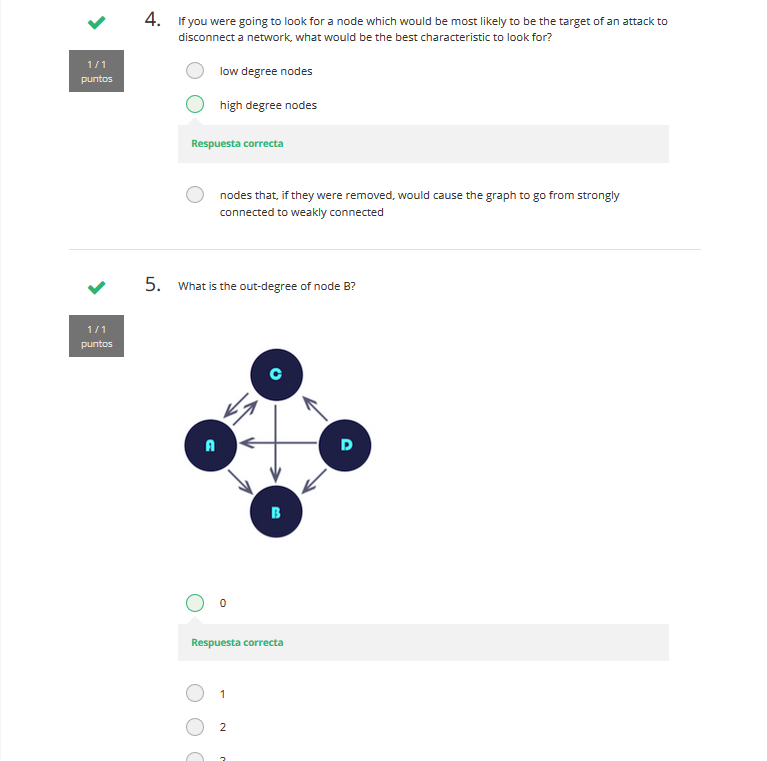 4. If you were going to look for a node which would be most likely to be the target of an attack to
disconnect a network, what would be the best characteristic to look for?
1 / 1
puntos
low degree nodes
high degree nodes
Respuesta correcta
nodes that, if they were removed, would cause the graph to go from strongly
connected to weakly connected
5. What is the out-degree of node B?
1 / 1
puntos
C
A
D
B
0
Respuesta correcta
1
2